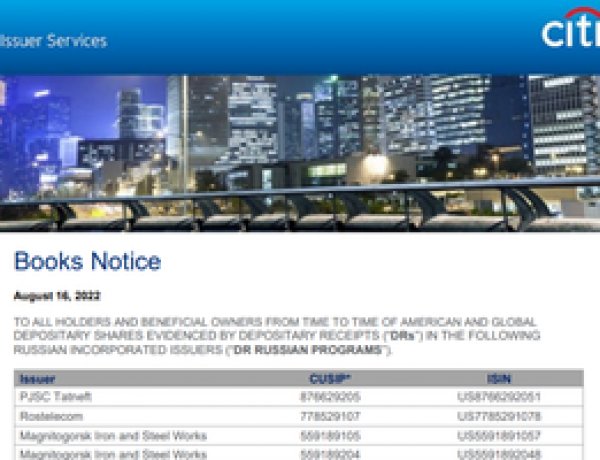 Issuer Services
citi
Books Notice
August 16, 2022
TO ALL HOLDERS AND BENEFICIAL OWNERS FROM TIME TO TIME OF AMERICAN AND GLOBAL
DEPOSITARY SHARES EVIDENCED BY DEPOSITARY RECEIPTS ("DRs") IN THE FOLLOWING
RUSSIAN INCORPORATED ISSUERS ("DR RUSSIAN PROGRAMS").
Issuer CUSIP* ISIN
PJSC Tatneft 876629205 US8766292051
Rostelecom 778529107 US7785291078
Magnitogorsk Iron and Steel Works 559189105 US5591891057
Magnitogorsk Iron and Steel Works 559189204 US5591892048